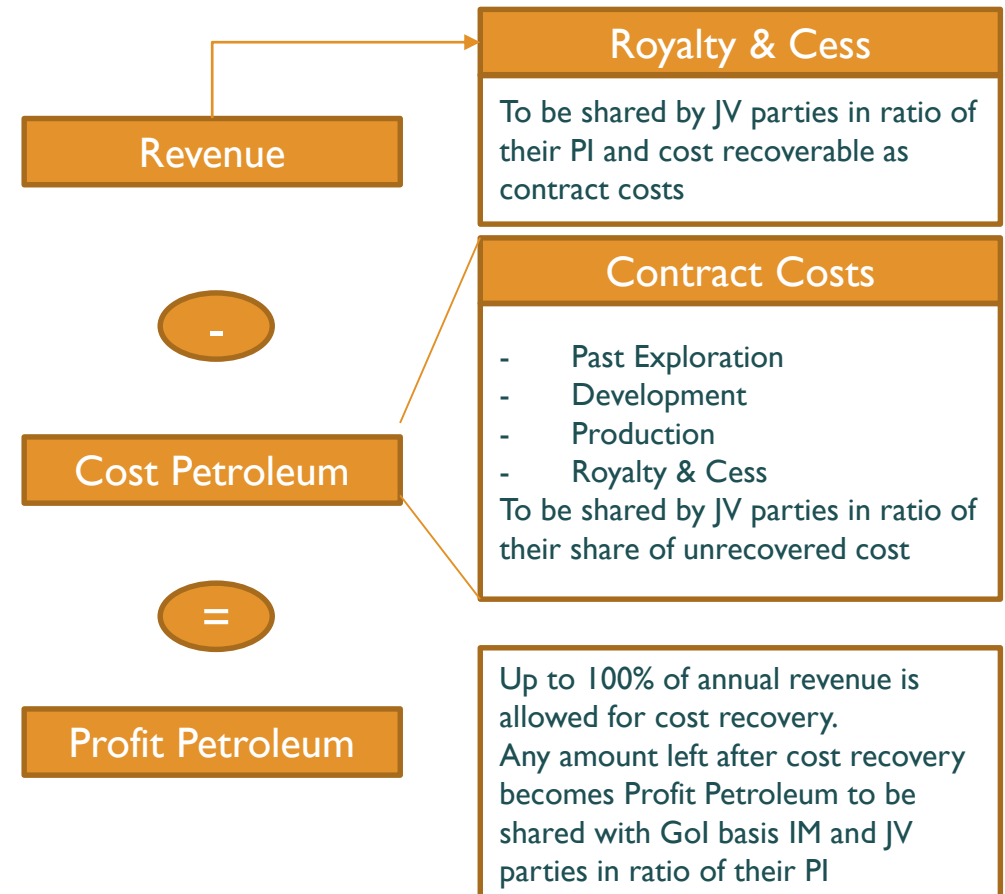 Revenue
-
Cost Petroleum
=
Profit Petroleum
Royalty & Cess
To be shared by JV parties in ratio of
their PI and cost recoverable as
contract costs
Contract Costs
- Past Exploration
- Development
- Production
- Royalty & Cess
To be shared by JV parties in ratio of
their share of unrecovered cost
Up to 100% of annual revenue is
allowed for cost recovery.
Any amount left after cost recovery
becomes Profit Petroleum to be
shared with GoI basis IM and JV
parties in ratio of their PI